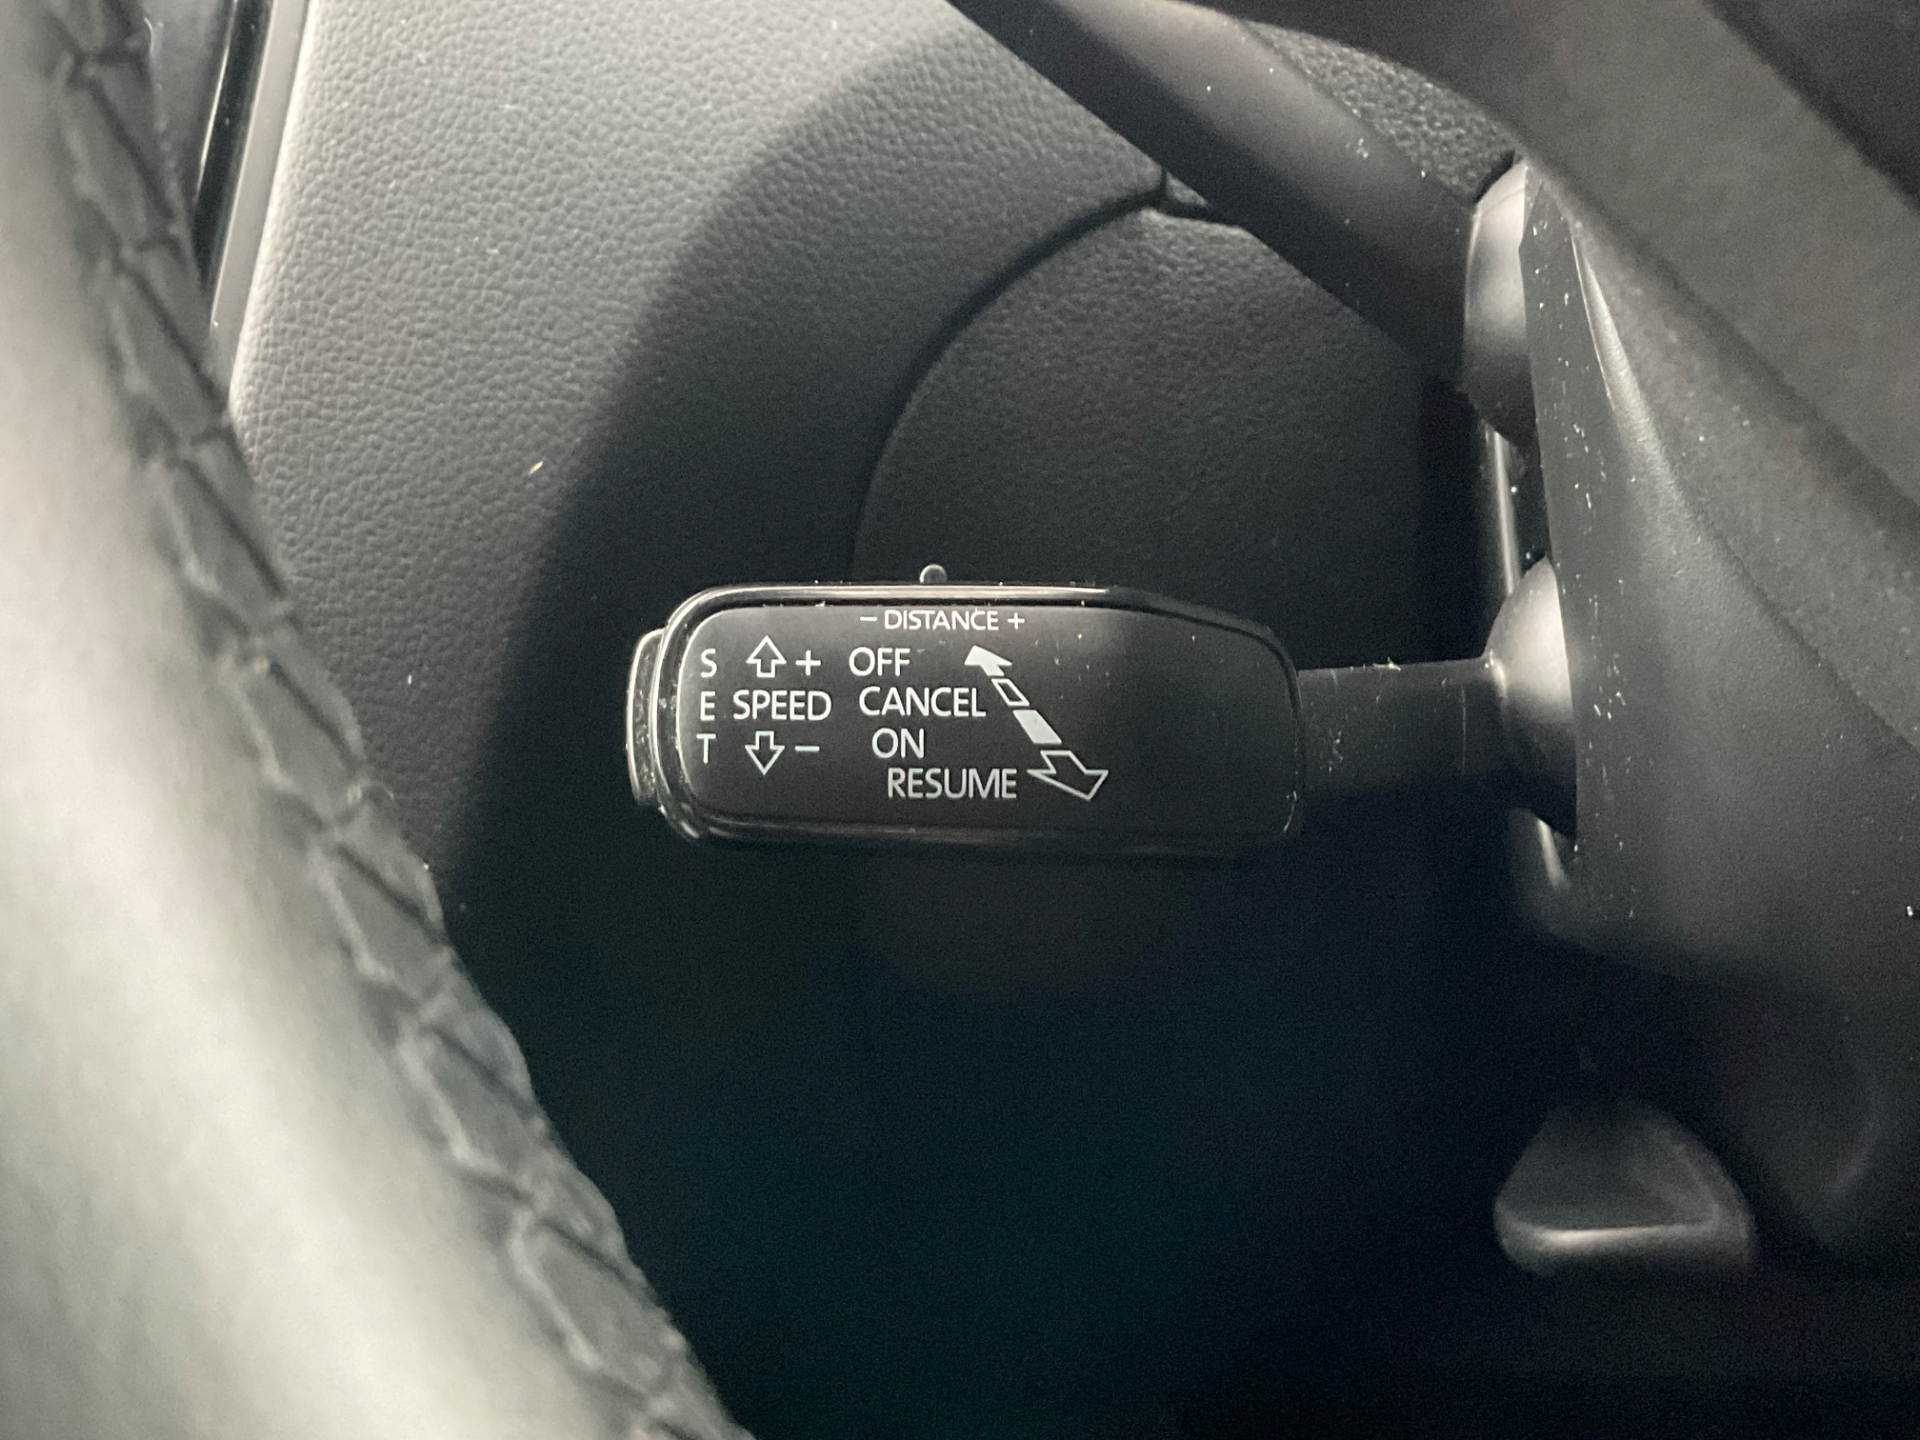 – DISTANCE +
S + OFF
E SPEED CANCEL
T – ON
RESUME